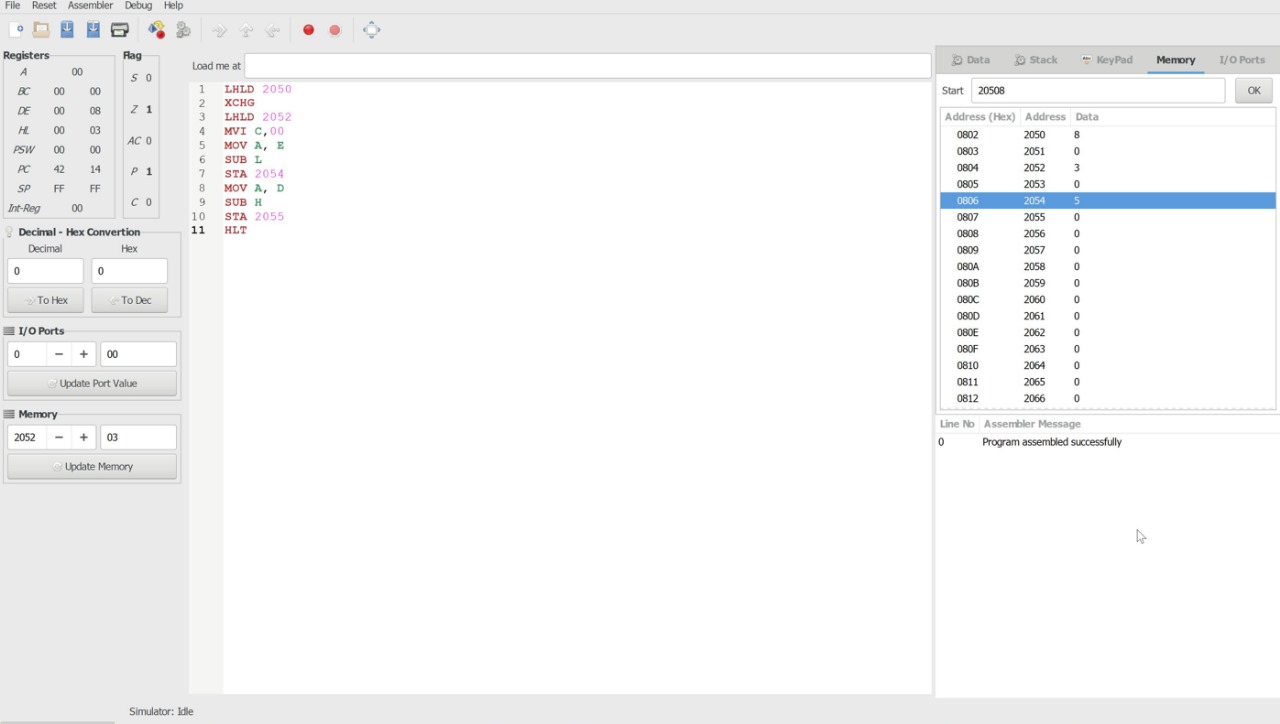 File Reset Assembler Debug Help
Registers
A 00
BC 00 00
DE 00 08
HL 00 03
PSW 00 00
PC 42 14
SP FF FF
Int-Reg 00
Flag
S 0
Z 1
AC 0
P 1
C 0
Decimal - Hex Convertion
Decimal Hex
0 0
To Hex To Dec
I/O Ports
0 − + 00
Update Port Value
Memory
2052 − + 03
Update Memory
Load me at
1 LHLD 2050
2 XCHG
3 LHLD 2052
4 MVI C,00
5 MOV A, E
6 SUB L
7 STA 2054
8 MOV A, D
9 SUB H
10 STA 2055
11 HLT
Data Stack KeyPad Memory I/O Ports
Start 20508 OK
Address (Hex) Address Data
0802 2050 8
0803 2051 0
0804 2052 3
0805 2053 0
0806 2054 5
0807 2055 0
0808 2056 0
0809 2057 0
080A 2058 0
080B 2059 0
080C 2060 0
080D 2061 0
080E 2062 0
080F 2063 0
0810 2064 0
0811 2065 0
0812 2066 0
Line No Assembler Message
0 Program assembled successfully
Simulator: Idle